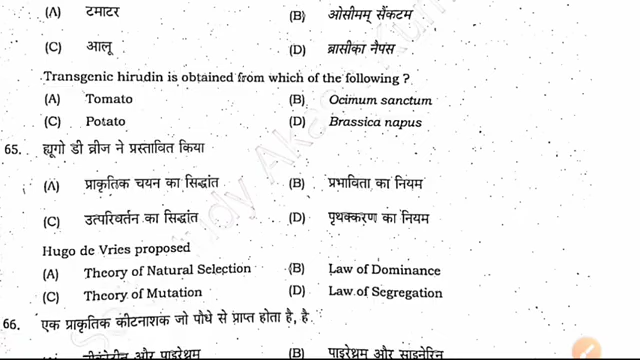 (A) टमाटर (B) ओसीमम् सैंकटम
(C) आलू (D) ब्रासीका नैपस
Transgenic hirudin is obtained from which of the following ?
(A) Tomato (B) Ocimum sanctum
(C) Potato (D) Brassica napus
65. ह्यूगो डी व्रीज ने प्रस्तावित किया
(A) प्राकृतिक चयन का सिद्धांत (B) प्रभाविता का नियम
(C) उत्परिवर्तन का सिद्धांत (D) पृथक्करण का नियम
Hugo de Vries proposed
(A) Theory of Natural Selection (B) Law of Dominance
(C) Theory of Mutation (D) Law of Segregation
66. एक प्राकृतिक कीटनाशक जो पौधे से प्राप्त होता है, है
और पाइरेथ्रम (B) पाइरेथ्रम और साइनेरिन